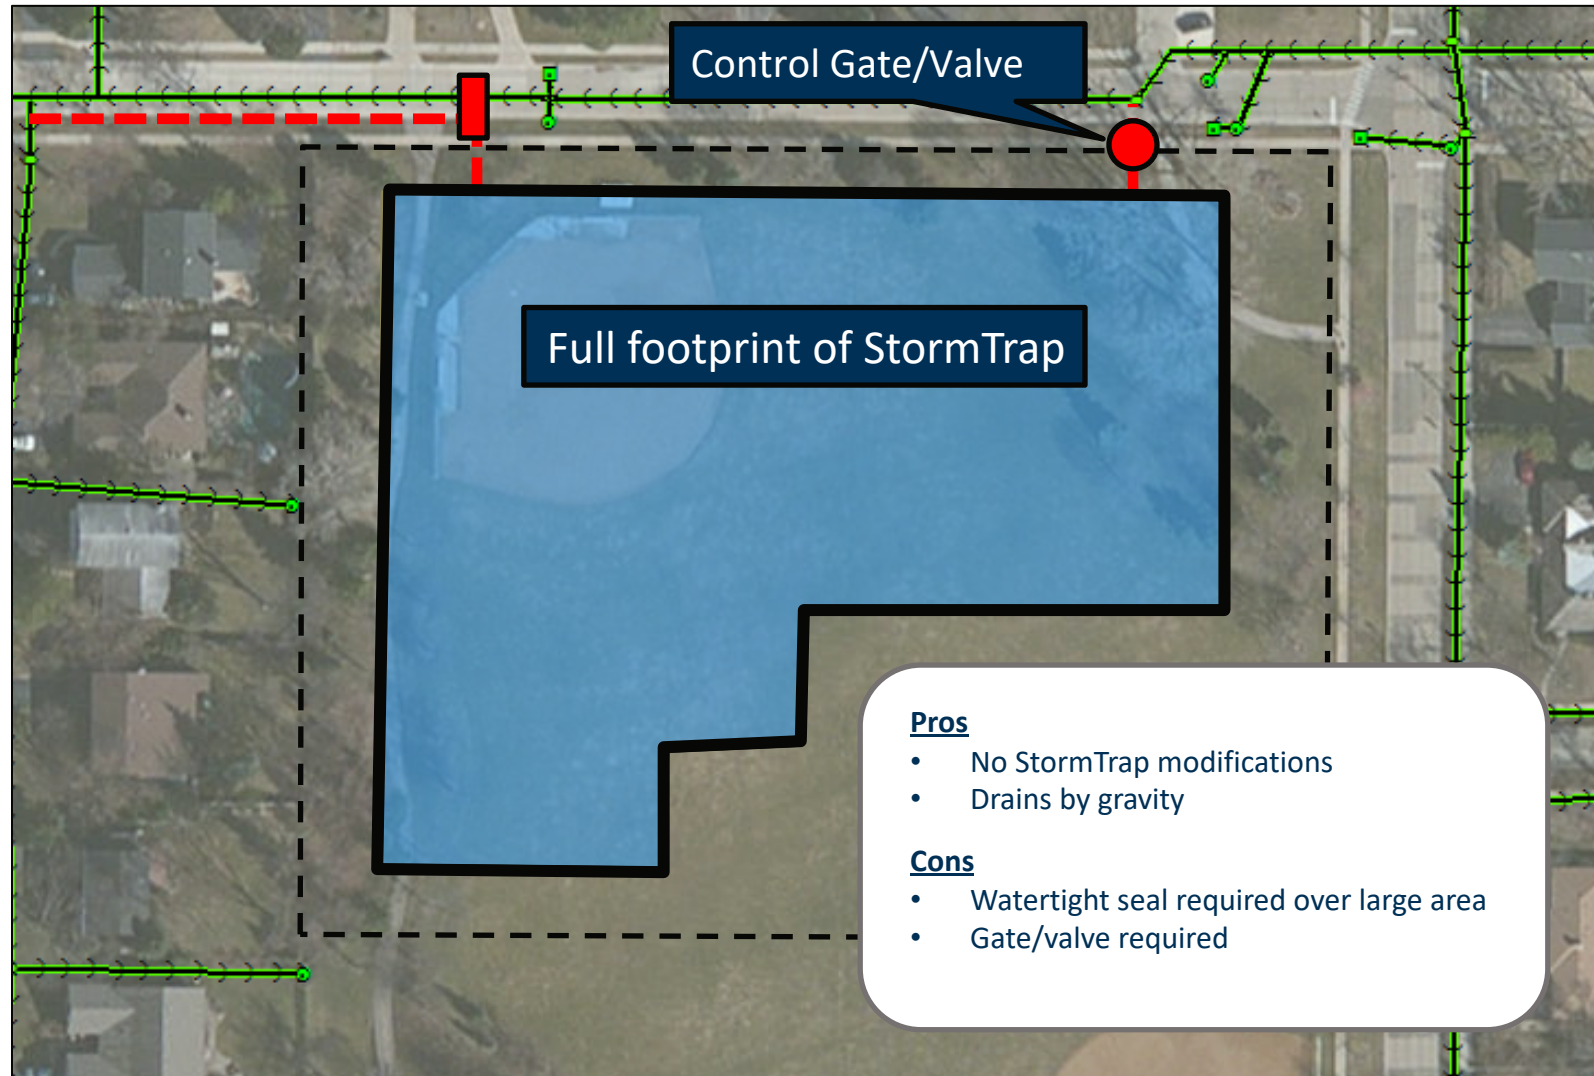 Control Gate/Valve
Full footprint of StormTrap
Pros
• No StormTrap modifications
• Drains by gravity
Cons
• Watertight seal required over large area
• Gate/valve required